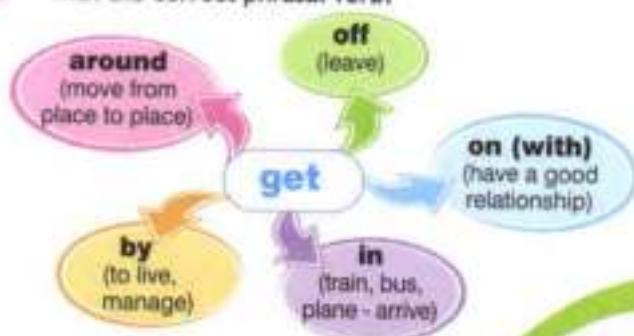 off
(leave)
around
(move from
place to place)
on (with)
(have a good
relationship)
get
by
(to live,
manage)
in
(train, bus,
plane - arrive)